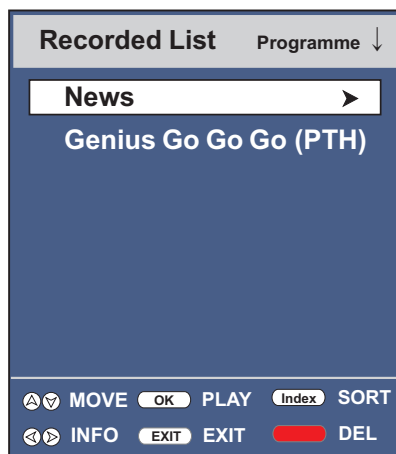 Recorded List Programme ↓
News
Genius Go Go Go (PTH)
MOVE OK PLAY Index SORT
INFO EXIT EXIT DEL